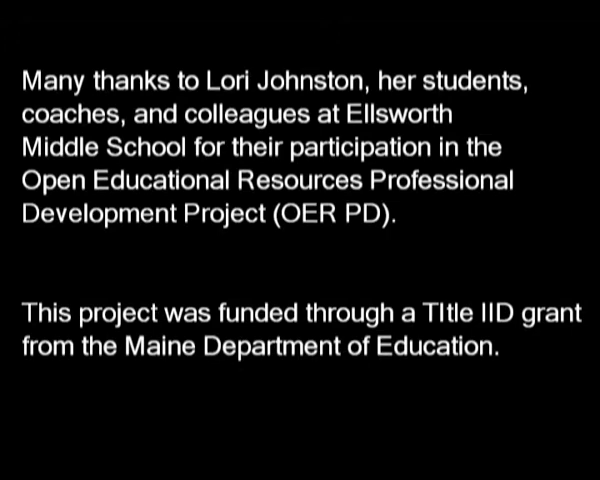 Many thanks to Lori Johnston, her students,
coaches, and colleagues at Ellsworth
Middle School for their participation in the
Open Educational Resources Professional
Development Project (OER PD).
This project was funded through a TItle IID grant
from the Maine Department of Education.